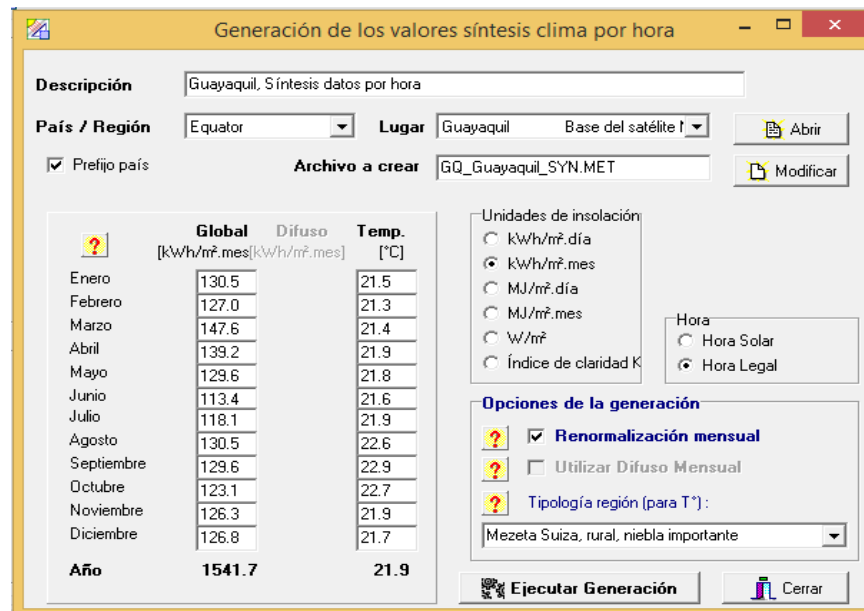 Generación de los valores síntesis clima por hora
Descripción Guayaquil, Síntesis datos por hora
País / Región Equator Lugar Guayaquil Base del satélite Abrir
Prefijo país Archivo a crear GQ_Guayaquil_SYN.MET Modificar
Global Difuso Temp.
[kWh/m².mes [kWh/m².mes] [°C]
Enero 130.5 21.5
Febrero 127.0 21.3
Marzo 147.6 21.4
Abril 139.2 21.9
Mayo 129.6 21.8
Junio 113.4 21.6
Julio 118.1 21.9
Agosto 130.5 22.6
Septiembre 129.6 22.9
Octubre 123.1 22.7
Noviembre 126.3 21.9
Diciembre 126.8 21.7
Año 1541.7 21.9
Unidades de insolación
kWh/m².día
kWh/m².mes
MJ/m².día
MJ/m².mes
W/m²
Índice de claridad K
Hora
Hora Solar
Hora Legal
Opciones de la generación
? Renormalización mensual
? Utilizar Difuso Mensual
? Tipología región (para T°) :
Mezeta Suiza, rural, niebla importante
Ejecutar Generación Cerrar